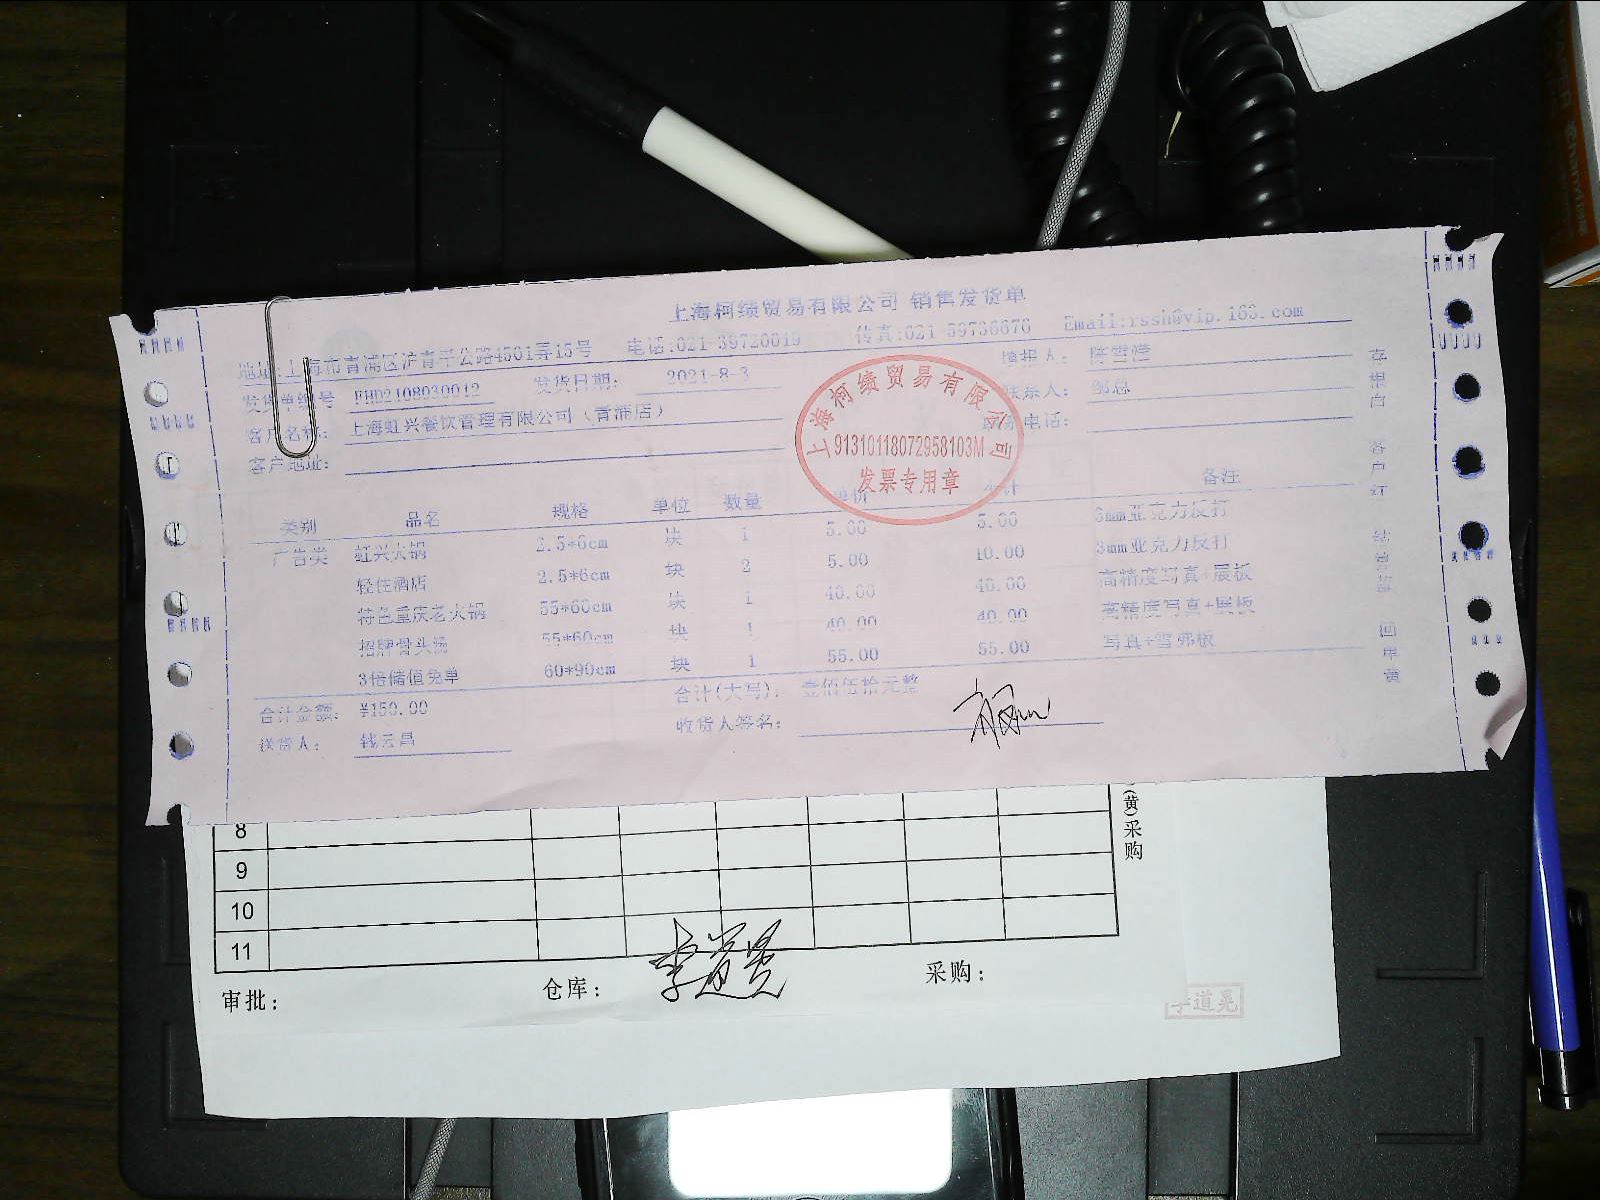 上海柯绩贸易有限公司 销售发货单
地址:上海市青浦区沪青平公路4501弄15号 电话:021-39720019 传真:021-59736676 Email:rssh@vip.163.com
发货单编号 FHD2108030012 发货日期: 2021-8-3 填报人: 陈雪滢
客户名称: 上海虹兴餐饮管理有限公司(青浦店) 联系人: 邹总
客户地址: 电话:
上海柯绩贸易有限公司
91310118072958103M
发票专用章
类别 品名 规格 单位 数量 单价 备注
广告类 虹兴火锅 2.5*6cm 块 1 5.00 5.00 3mm亚克力反打
轻住酒店 2.5*6cm 块 2 5.00 10.00 3mm亚克力反打
特色重庆老火锅 55*60cm 块 1 40.00 40.00 高精度写真+展板
招牌骨头汤 55*60cm 块 1 40.00 40.00 高精度写真+展板
3倍储值免单 60*90cm 块 1 55.00 55.00 写真+雪弗板
合计金额: ¥150.00 合计(大写): 壹佰伍拾元整
送货人: 钱云昌 收货人签名:
存根白 客户红 回单黄
8
9
10
11
(黄)采购
审批: 仓库: 李道晃 采购:
李道晃